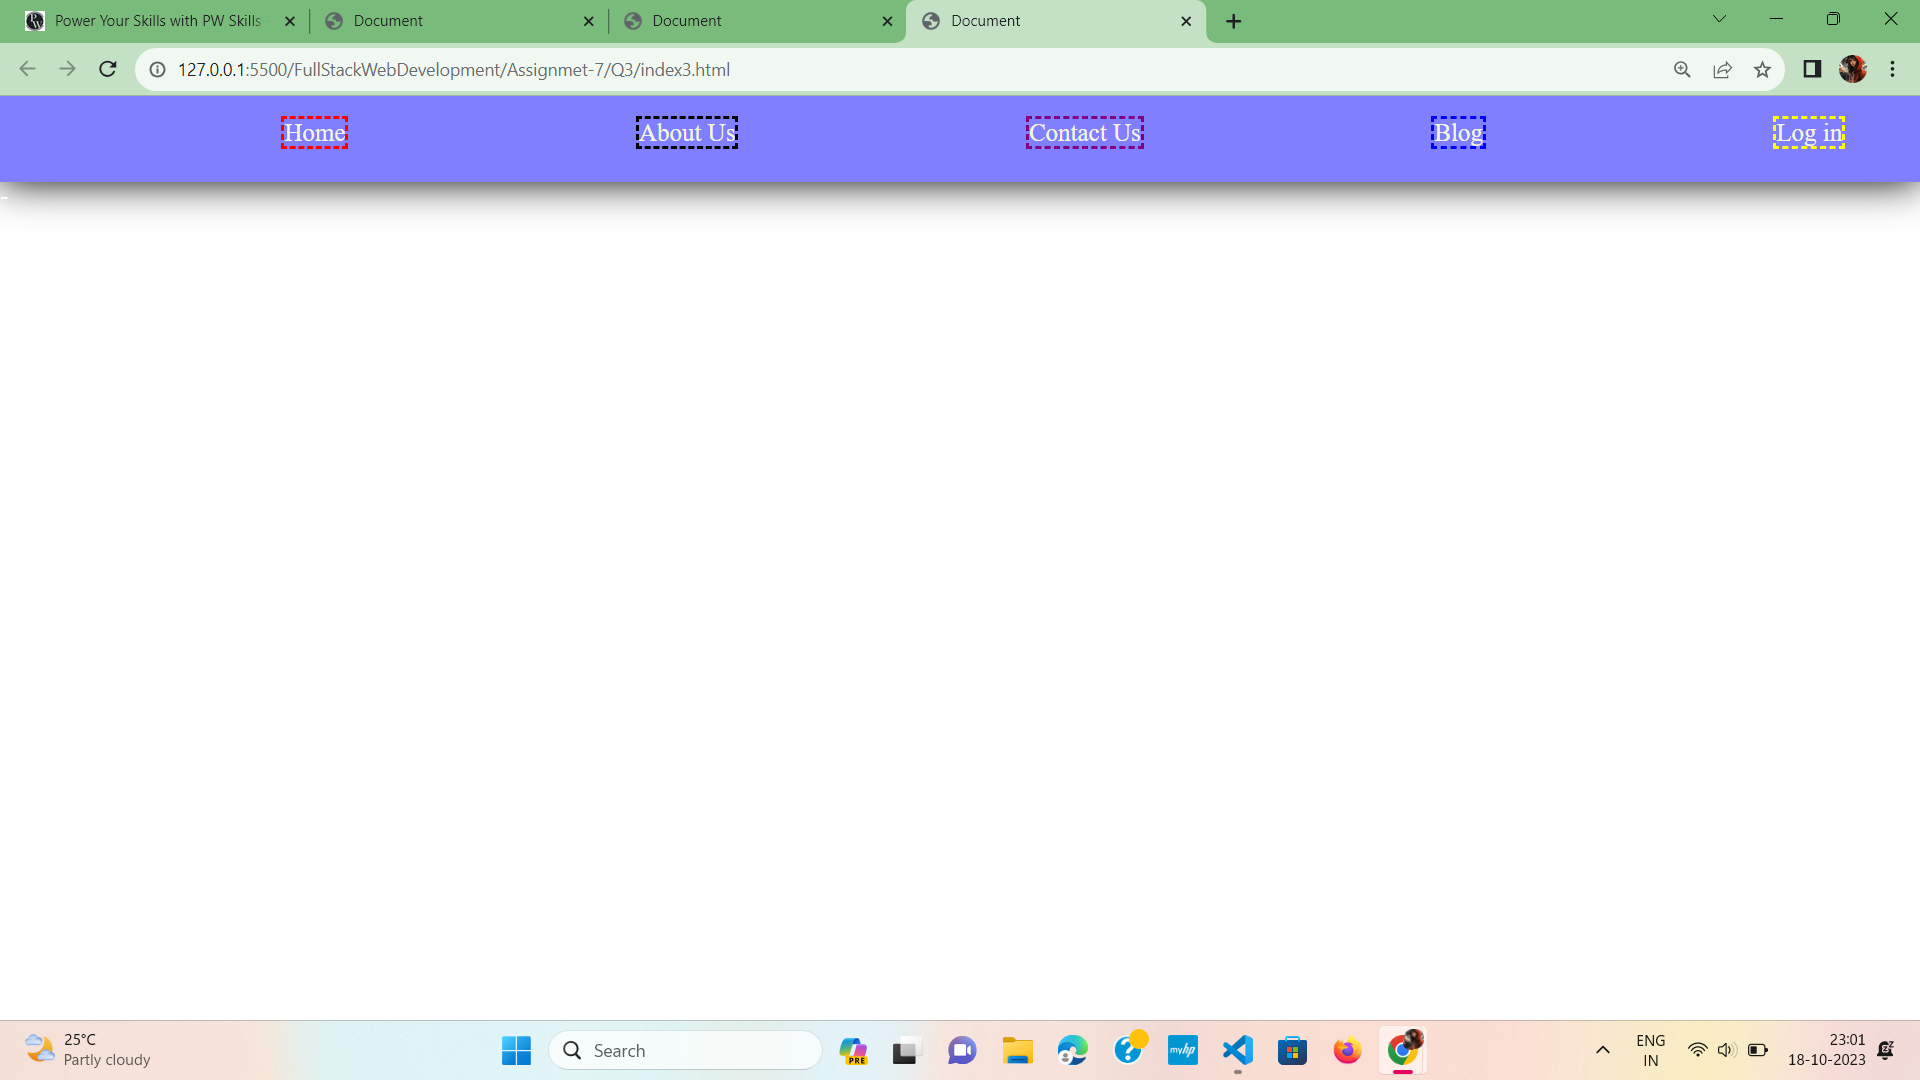 Power Your Skills with PW Skills
Document
Document
Document
127.0.0.1:5500/FullStackWebDevelopment/Assignmet-7/Q3/index3.html
Home About Us Contact Us Blog Log in
-
25°C
Partly cloudy
Search
PRE
myhp
ENG
IN
23:01
18-10-2023